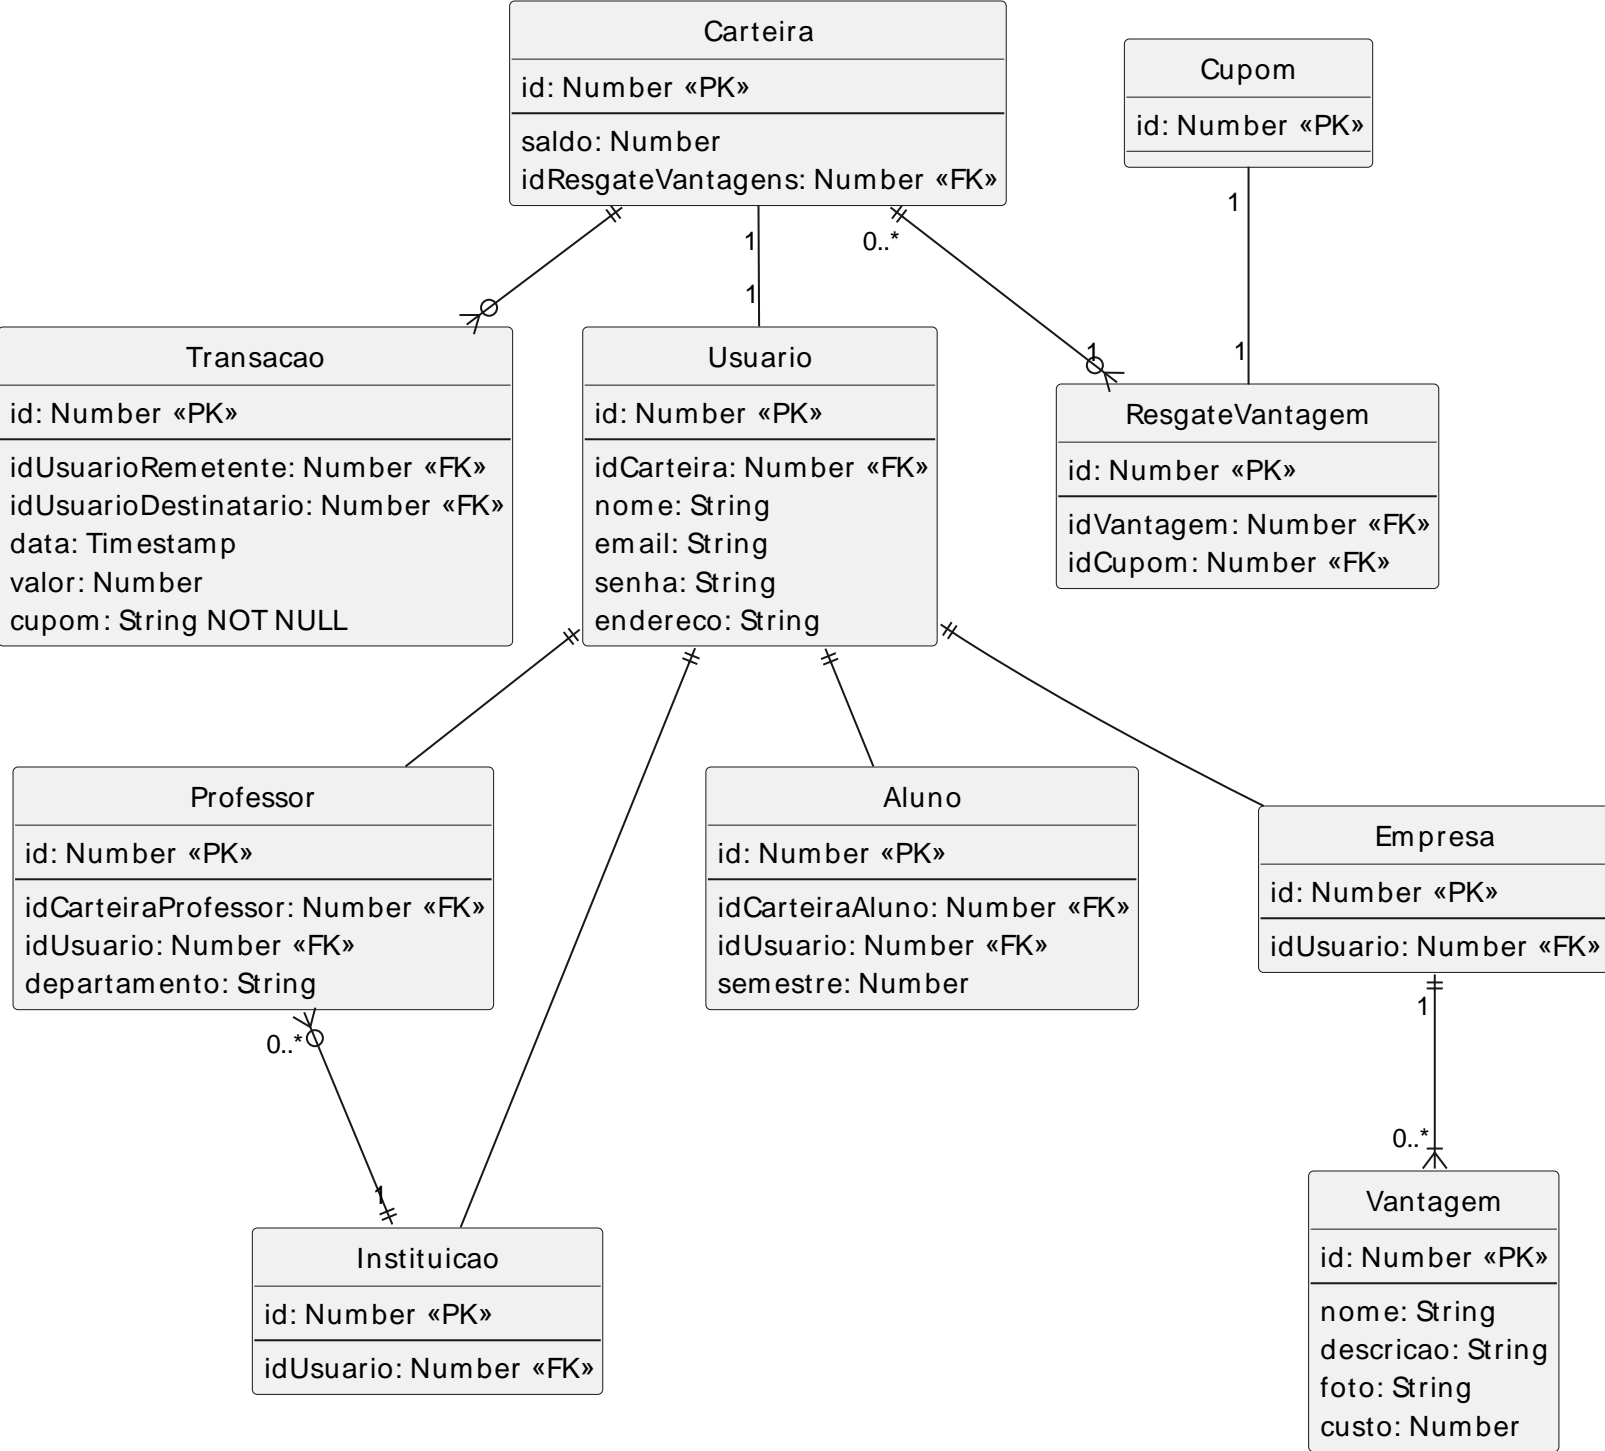 Carteira
id: Number «PK»
saldo: Number
idResgateVantagens: Number «FK»
Cupom
id: Number «PK»
1
1
0..*
1
1
1
1
Transacao
id: Number «PK»
idUsuarioRemetente: Number «FK»
idUsuarioDestinatario: Number «FK»
data: Timestamp
valor: Number
cupom: String NOT NULL
Usuario
id: Number «PK»
idCarteira: Number «FK»
nome: String
email: String
senha: String
endereco: String
ResgateVantagem
id: Number «PK»
idVantagem: Number «FK»
idCupom: Number «FK»
Professor
id: Number «PK»
idCarteiraProfessor: Number «FK»
idUsuario: Number «FK»
departamento: String
Aluno
id: Number «PK»
idCarteiraAluno: Number «FK»
idUsuario: Number «FK»
semestre: Number
Empresa
id: Number «PK»
idUsuario: Number «FK»
0..*
1
1
0..*
Instituicao
id: Number «PK»
idUsuario: Number «FK»
Vantagem
id: Number «PK»
nome: String
descricao: String
foto: String
custo: Number